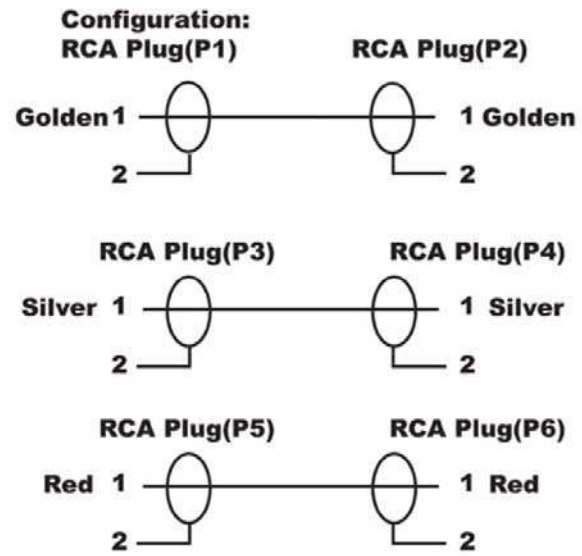 Configuration:
RCA Plug(P1) RCA Plug(P2)
Golden 1 1 Golden
2 2
RCA Plug(P3) RCA Plug(P4)
Silver 1 1 Silver
2 2
RCA Plug(P5) RCA Plug(P6)
Red 1 1 Red
2 2